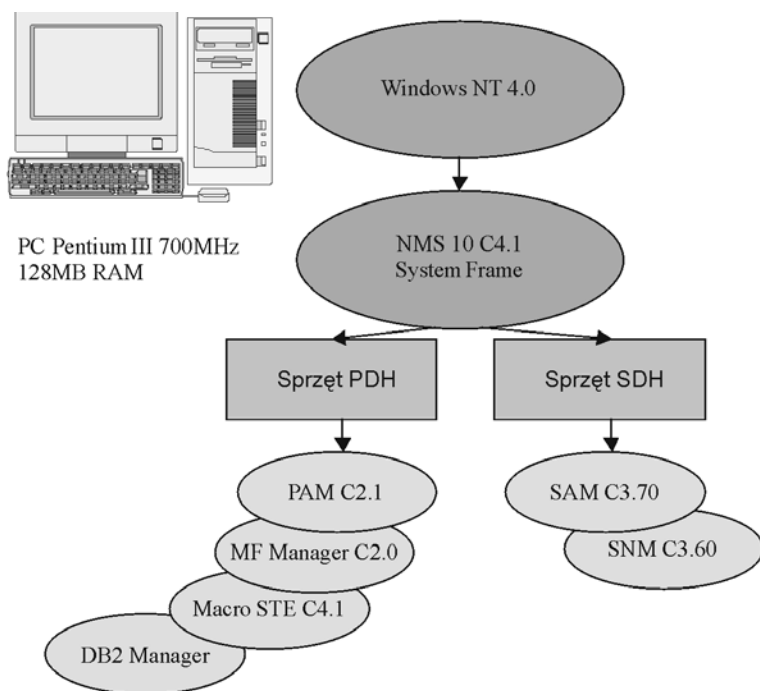 Windows NT 4.0
PC Pentium III 700MHz
128MB RAM
NMS 10 C4.1
System Frame
Sprzęt PDH
Sprzęt SDH
PAM C2.1
SAM C3.70
MF Manager C2.0
SNM C3.60
Macro STE C4.1
DB2 Manager